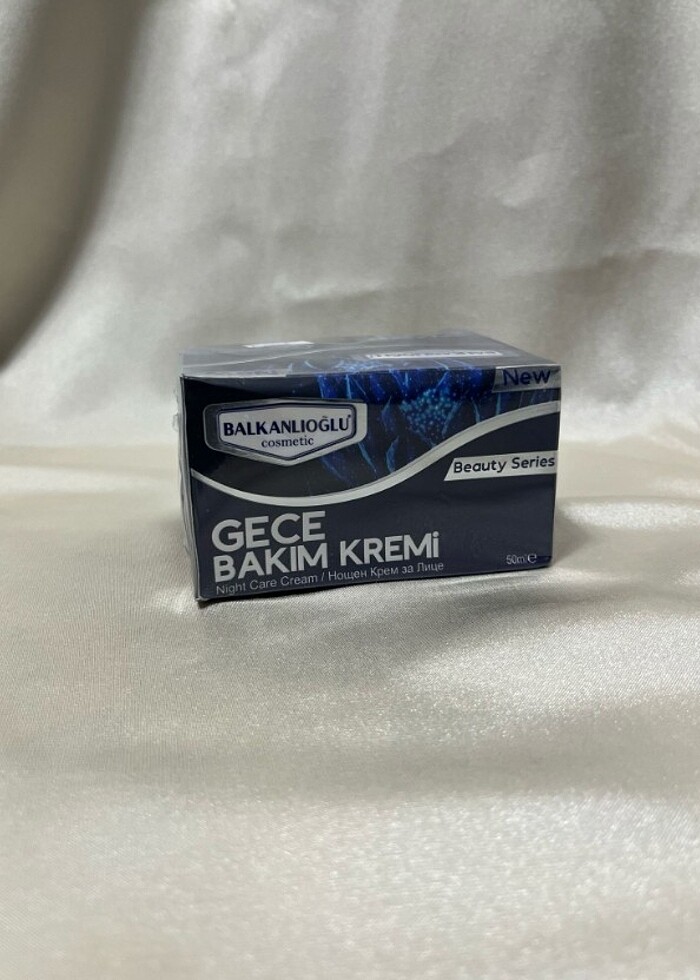 New
BALKANLIOĞLU
cosmetic
Beauty Series
GECE
BAKIM KREMİ
50ml ℮
Night Care Cream / Нощен Крем за Лице